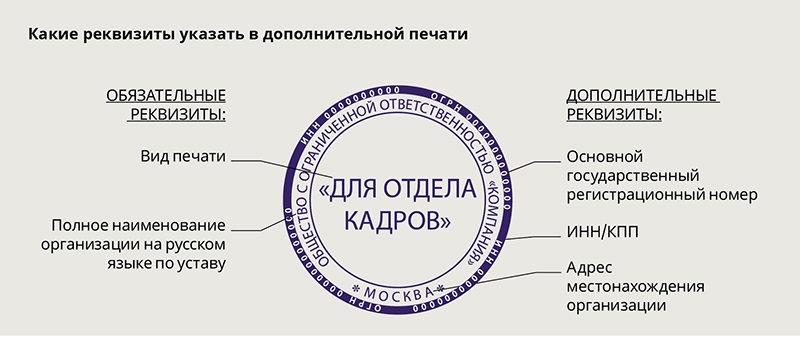 Какие реквизиты указать в дополнительной печати
ОБЯЗАТЕЛЬНЫЕ
РЕКВИЗИТЫ:
Вид печати
Полное наименование
организации на русском
языке по уставу
ИНН 0000000000
ОГРН 0000000000000
ИНН 0000000000
ОГРН 0000000000000
ОБЩЕСТВО С ОГРАНИЧЕННОЙ ОТВЕТСТВЕННОСТЬЮ «КОМПАНИЯ»
«ДЛЯ ОТДЕЛА
КАДРОВ»
* МОСКВА *
ДОПОЛНИТЕЛЬНЫЕ
РЕКВИЗИТЫ:
Основной
государственный
регистрационный номер
ИНН/КПП
Адрес
местонахождения
организации